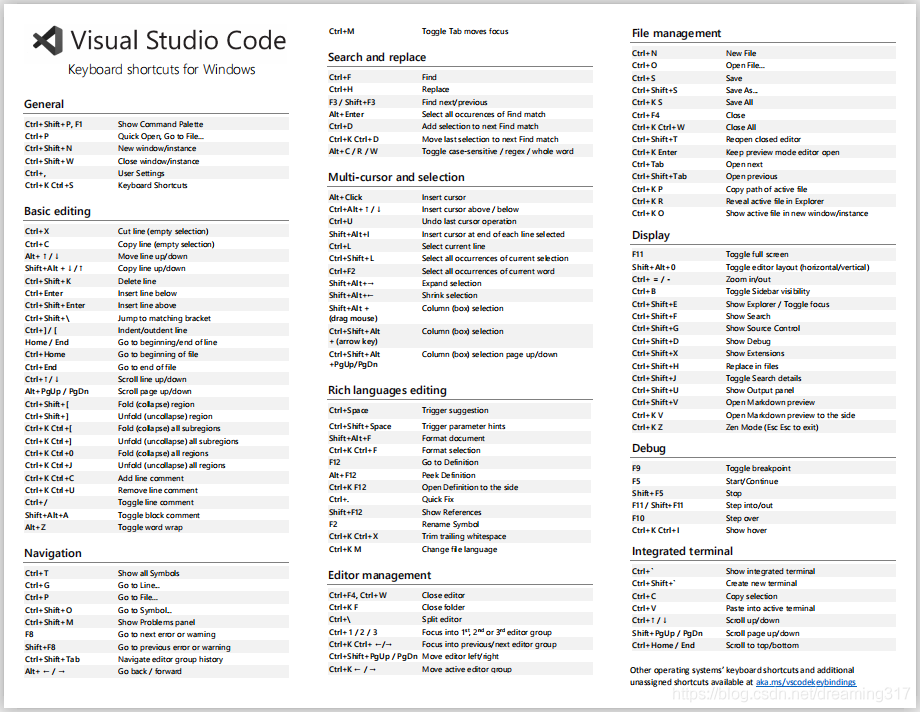 Visual Studio Code
Keyboard shortcuts for Windows
General
Ctrl+Shift+P, F1 Show Command Palette
Ctrl+P Quick Open, Go to File...
Ctrl+Shift+N New window/instance
Ctrl+Shift+W Close window/instance
Ctrl+, User Settings
Ctrl+K Ctrl+S Keyboard Shortcuts
Basic editing
Ctrl+X Cut line (empty selection)
Ctrl+C Copy line (empty selection)
Alt+ ↑ / ↓ Move line up/down
Shift+Alt + ↓ / ↑ Copy line up/down
Ctrl+Shift+K Delete line
Ctrl+Enter Insert line below
Ctrl+Shift+Enter Insert line above
Ctrl+Shift+\ Jump to matching bracket
Ctrl+] / [ Indent/outdent line
Home / End Go to beginning/end of line
Ctrl+Home Go to beginning of file
Ctrl+End Go to end of file
Ctrl+↑ / ↓ Scroll line up/down
Alt+PgUp / PgDn Scroll page up/down
Ctrl+Shift+[ Fold (collapse) region
Ctrl+Shift+] Unfold (uncollapse) region
Ctrl+K Ctrl+[ Fold (collapse) all subregions
Ctrl+K Ctrl+] Unfold (uncollapse) all subregions
Ctrl+K Ctrl+0 Fold (collapse) all regions
Ctrl+K Ctrl+J Unfold (uncollapse) all regions
Ctrl+K Ctrl+C Add line comment
Ctrl+K Ctrl+U Remove line comment
Ctrl+/ Toggle line comment
Shift+Alt+A Toggle block comment
Alt+Z Toggle word wrap
Navigation
Ctrl+T Show all Symbols
Ctrl+G Go to Line...
Ctrl+P Go to File...
Ctrl+Shift+O Go to Symbol...
Ctrl+Shift+M Show Problems panel
F8 Go to next error or warning
Shift+F8 Go to previous error or warning
Ctrl+Shift+Tab Navigate editor group history
Alt+ ← / → Go back / forward
Ctrl+M Toggle Tab moves focus
Search and replace
Ctrl+F Find
Ctrl+H Replace
F3 / Shift+F3 Find next/previous
Alt+Enter Select all occurences of Find match
Ctrl+D Add selection to next Find match
Ctrl+K Ctrl+D Move last selection to next Find match
Alt+C / R / W Toggle case-sensitive / regex / whole word
Multi-cursor and selection
Alt+Click Insert cursor
Ctrl+Alt+ ↑ / ↓ Insert cursor above / below
Ctrl+U Undo last cursor operation
Shift+Alt+I Insert cursor at end of each line selected
Ctrl+L Select current line
Ctrl+Shift+L Select all occurrences of current selection
Ctrl+F2 Select all occurrences of current word
Shift+Alt+→ Expand selection
Shift+Alt+← Shrink selection
Shift+Alt + Column (box) selection
(drag mouse)
Ctrl+Shift+Alt Column (box) selection
+ (arrow key)
Ctrl+Shift+Alt Column (box) selection page up/down
+PgUp/PgDn
Rich languages editing
Ctrl+Space Trigger suggestion
Ctrl+Shift+Space Trigger parameter hints
Shift+Alt+F Format document
Ctrl+K Ctrl+F Format selection
F12 Go to Definition
Alt+F12 Peek Definition
Ctrl+K F12 Open Definition to the side
Ctrl+. Quick Fix
Shift+F12 Show References
F2 Rename Symbol
Ctrl+K Ctrl+X Trim trailing whitespace
Ctrl+K M Change file language
Editor management
Ctrl+F4, Ctrl+W Close editor
Ctrl+K F Close folder
Ctrl+\ Split editor
Ctrl+ 1 / 2 / 3 Focus into 1st, 2nd or 3rd editor group
Ctrl+K Ctrl+ ←/→ Focus into previous/next editor group
Ctrl+Shift+PgUp / PgDn Move editor left/right
Ctrl+K ← / → Move active editor group
File management
Ctrl+N New File
Ctrl+O Open File...
Ctrl+S Save
Ctrl+Shift+S Save As...
Ctrl+K S Save All
Ctrl+F4 Close
Ctrl+K Ctrl+W Close All
Ctrl+Shift+T Reopen closed editor
Ctrl+K Enter Keep preview mode editor open
Ctrl+Tab Open next
Ctrl+Shift+Tab Open previous
Ctrl+K P Copy path of active file
Ctrl+K R Reveal active file in Explorer
Ctrl+K O Show active file in new window/instance
Display
F11 Toggle full screen
Shift+Alt+0 Toggle editor layout (horizontal/vertical)
Ctrl+ = / - Zoom in/out
Ctrl+B Toggle Sidebar visibility
Ctrl+Shift+E Show Explorer / Toggle focus
Ctrl+Shift+F Show Search
Ctrl+Shift+G Show Source Control
Ctrl+Shift+D Show Debug
Ctrl+Shift+X Show Extensions
Ctrl+Shift+H Replace in files
Ctrl+Shift+J Toggle Search details
Ctrl+Shift+U Show Output panel
Ctrl+Shift+V Open Markdown preview
Ctrl+K V Open Markdown preview to the side
Ctrl+K Z Zen Mode (Esc Esc to exit)
Debug
F9 Toggle breakpoint
F5 Start/Continue
Shift+F5 Stop
F11 / Shift+F11 Step into/out
F10 Step over
Ctrl+K Ctrl+I Show hover
Integrated terminal
Ctrl+` Show integrated terminal
Ctrl+Shift+` Create new terminal
Ctrl+C Copy selection
Ctrl+V Paste into active terminal
Ctrl+↑ / ↓ Scroll up/down
Shift+PgUp / PgDn Scroll page up/down
Ctrl+Home / End Scroll to top/bottom
Other operating systems' keyboard shortcuts and additional
unassigned shortcuts available at aka.ms/vscodekeybindings
https://blog.csdn.net/dreaming317